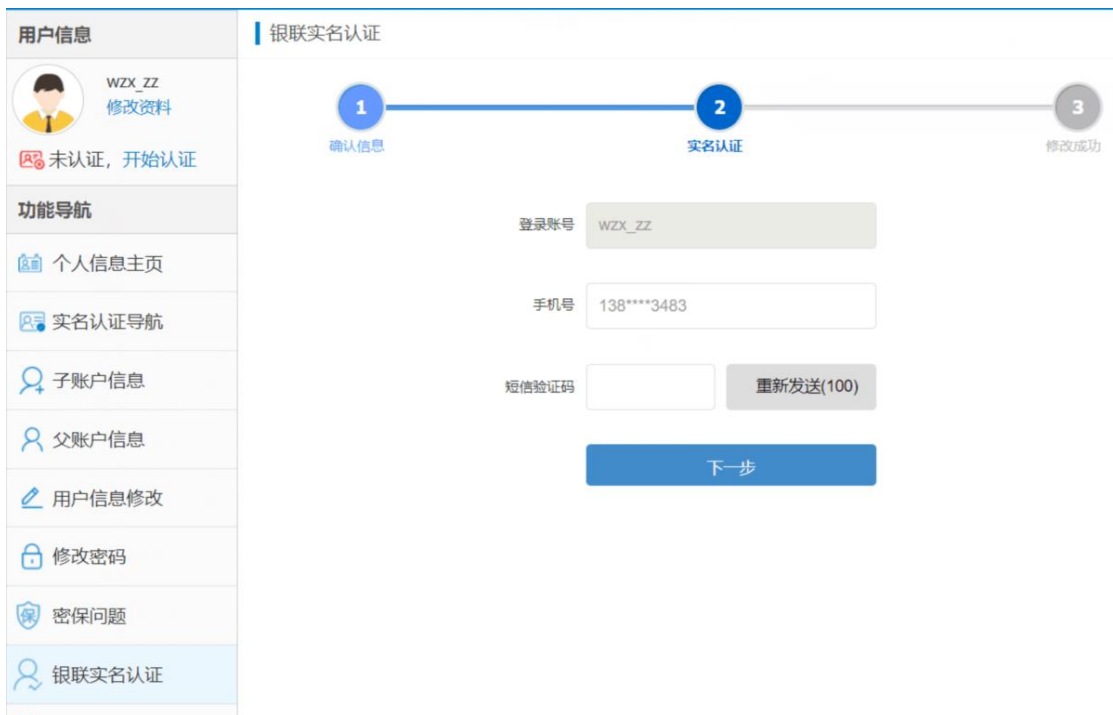 用户信息
wzx_zz
修改资料
未认证，开始认证
功能导航
个人信息主页
实名认证导航
子账户信息
父账户信息
用户信息修改
修改密码
保
密保问题
银联实名认证
银联实名认证
1
2
3
确认信息
实名认证
修改成功
登录账号
wzx_zz
手机号
138****3483
短信验证码
重新发送(100)
下一步